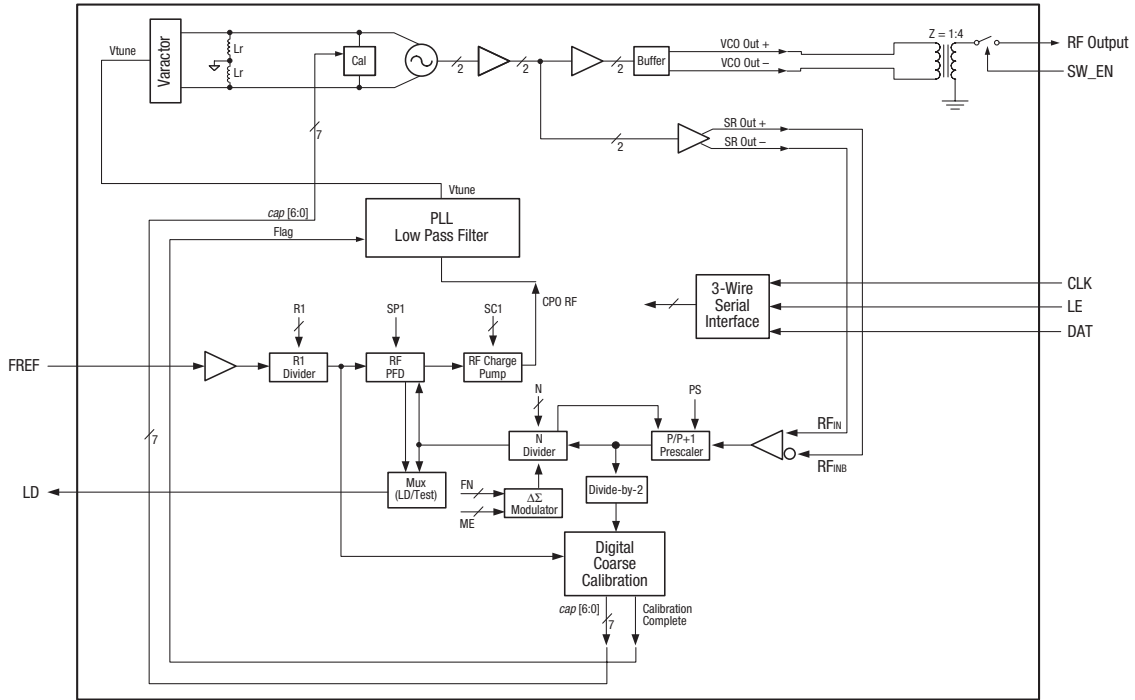 Z = 1:4
Vtune
Varactor
Lr
Lr
Cal
2
2
2
Buffer
VCO Out +
VCO Out –
RF Output
SW_EN
7
2
SR Out +
SR Out –
Vtune
cap [6:0]
Flag
PLL
Low Pass Filter
3-Wire
Serial
Interface
CLK
LE
DAT
CPO RF
R1
SP1
SC1
FREF
R1
Divider
RF
PFD
RF Charge
Pump
N
PS
7
N
Divider
P/P+1
Prescaler
RFIN
RFINB
LD
Mux
(LD/Test)
FN
ME
ΔΣ
Modulator
Divide-by-2
Digital
Coarse
Calibration
cap [6:0]
7
Calibration
Complete